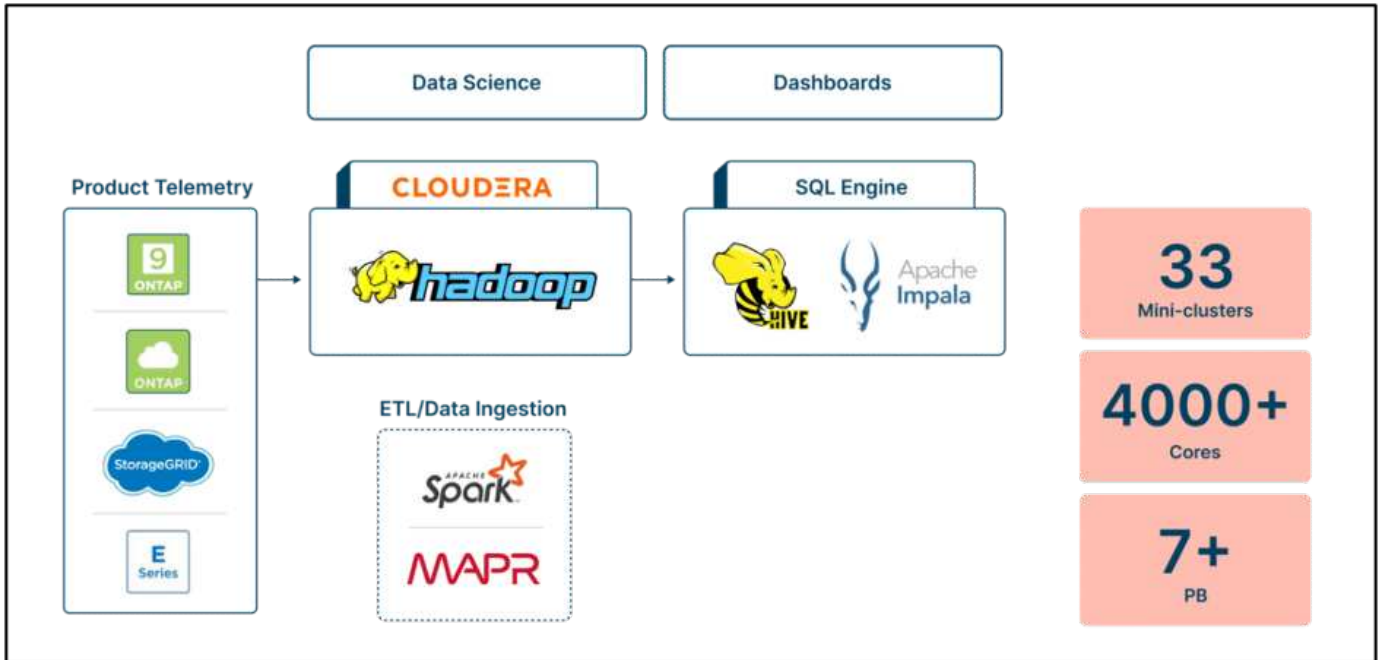 Data Science
Dashboards
Product Telemetry
9
ONTAP
ONTAP
StorageGRID
E
Series
CLOUDERA
hadoop
SQL Engine
HIVE
Apache
Impala
ETL/Data Ingestion
APACHE
Spark
MAPR
33
Mini-clusters
4000+
Cores
7+
PB